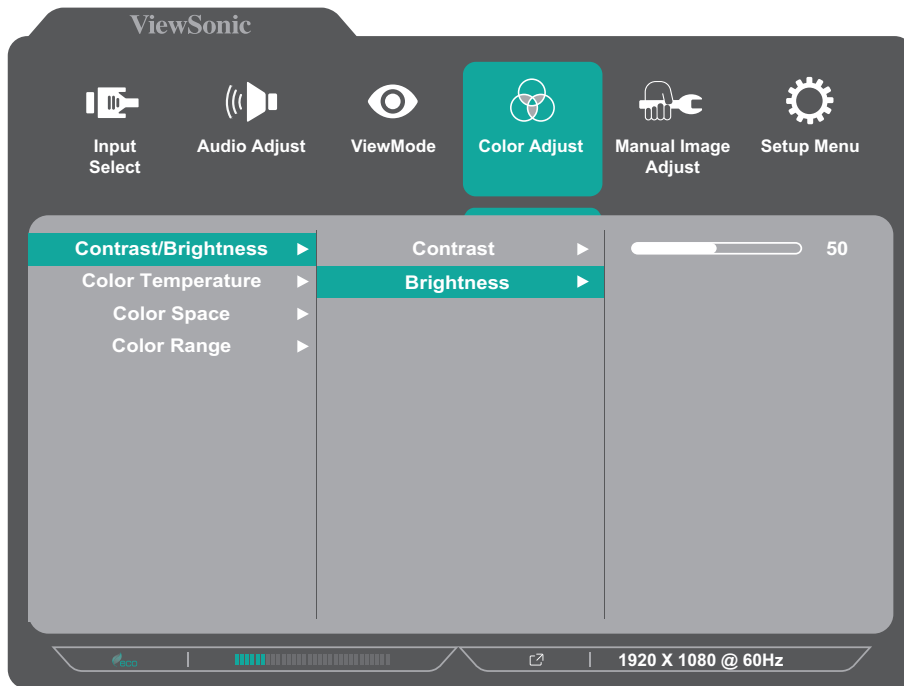 ViewSonic
Input
Select
Audio Adjust
ViewMode
Color Adjust
Manual Image
Adjust
Setup Menu
Contrast/Brightness
Contrast
50
Color Temperature
Brightness
Color Space
Color Range
eco
1920 X 1080 @ 60Hz